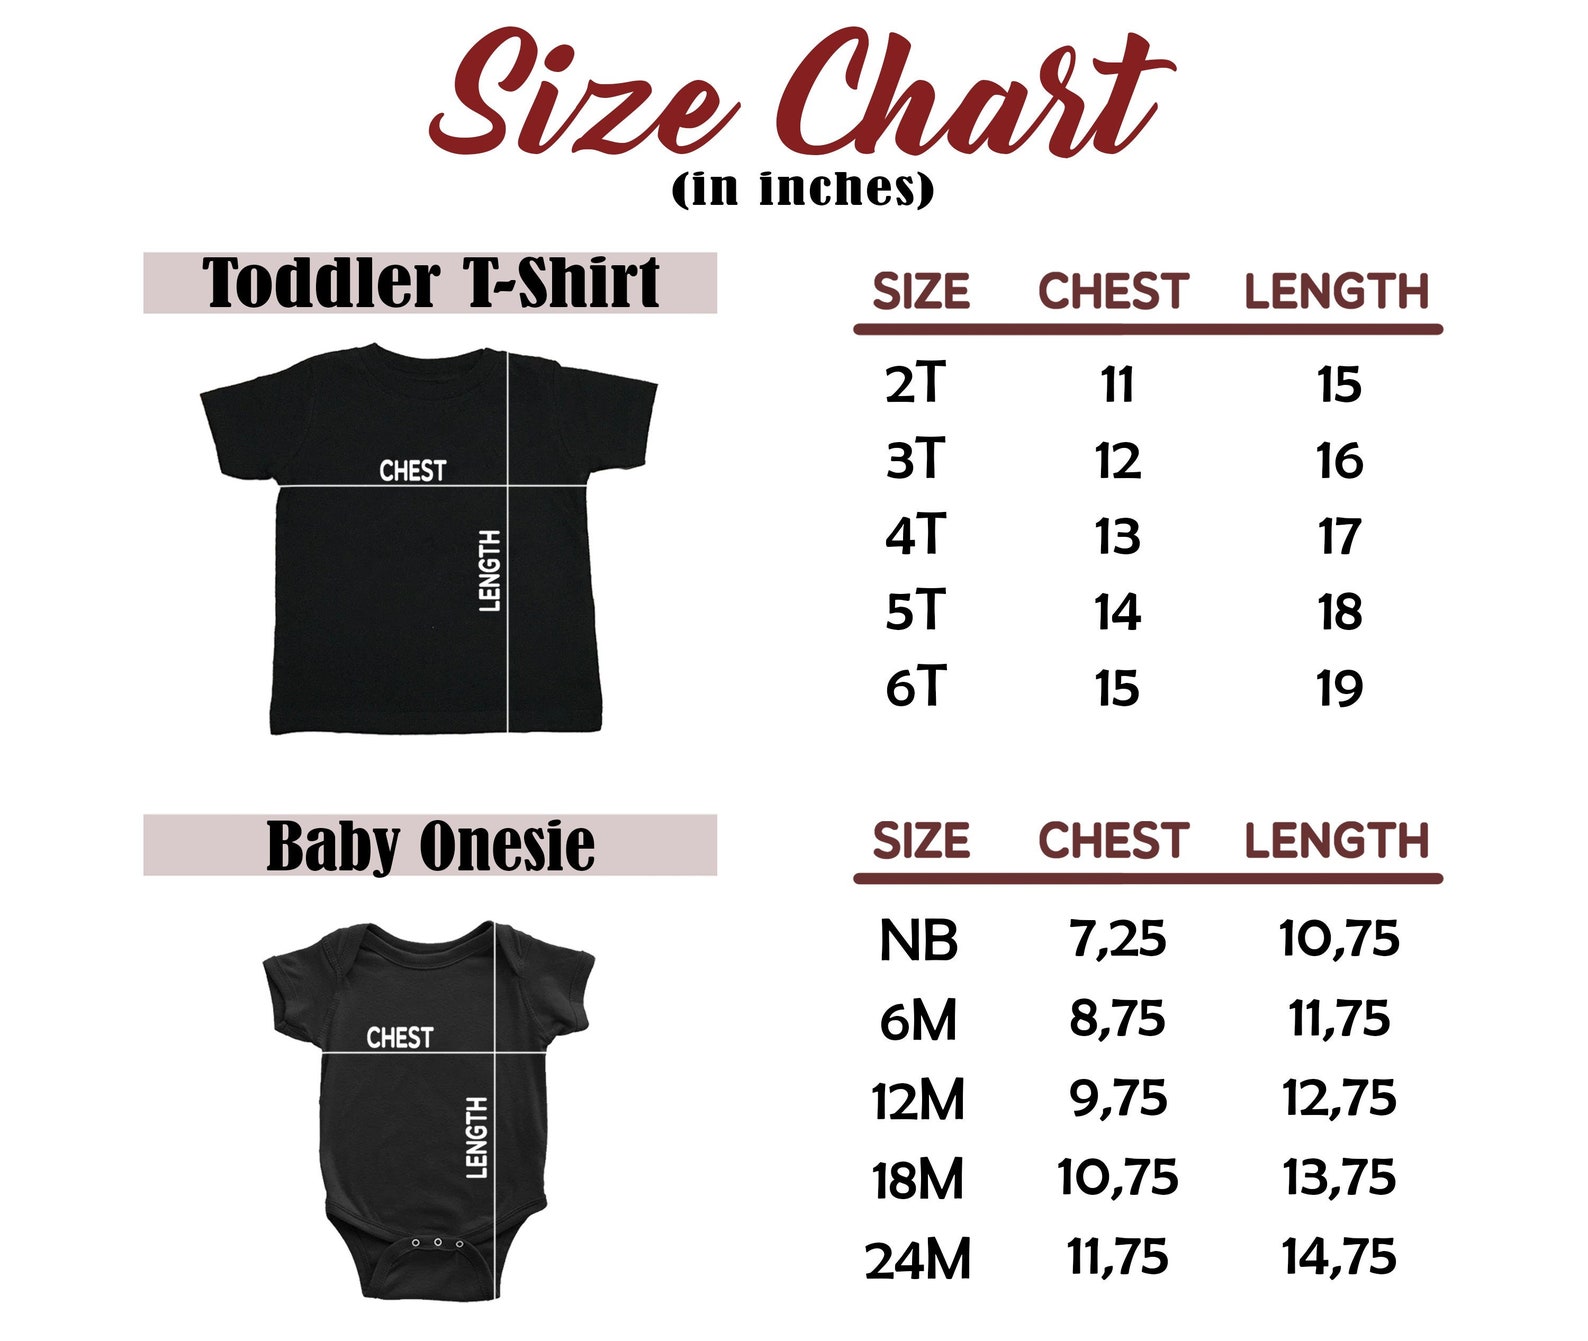 Size Chart
(in inches)
Toddler T-Shirt
SIZE CHEST LENGTH
2T 11 15
3T 12 16
4T 13 17
5T 14 18
6T 15 19
CHEST
LENGTH
Baby Onesie
SIZE CHEST LENGTH
NB 7,25 10,75
6M 8,75 11,75
12M 9,75 12,75
18M 10,75 13,75
24M 11,75 14,75
CHEST
LENGTH